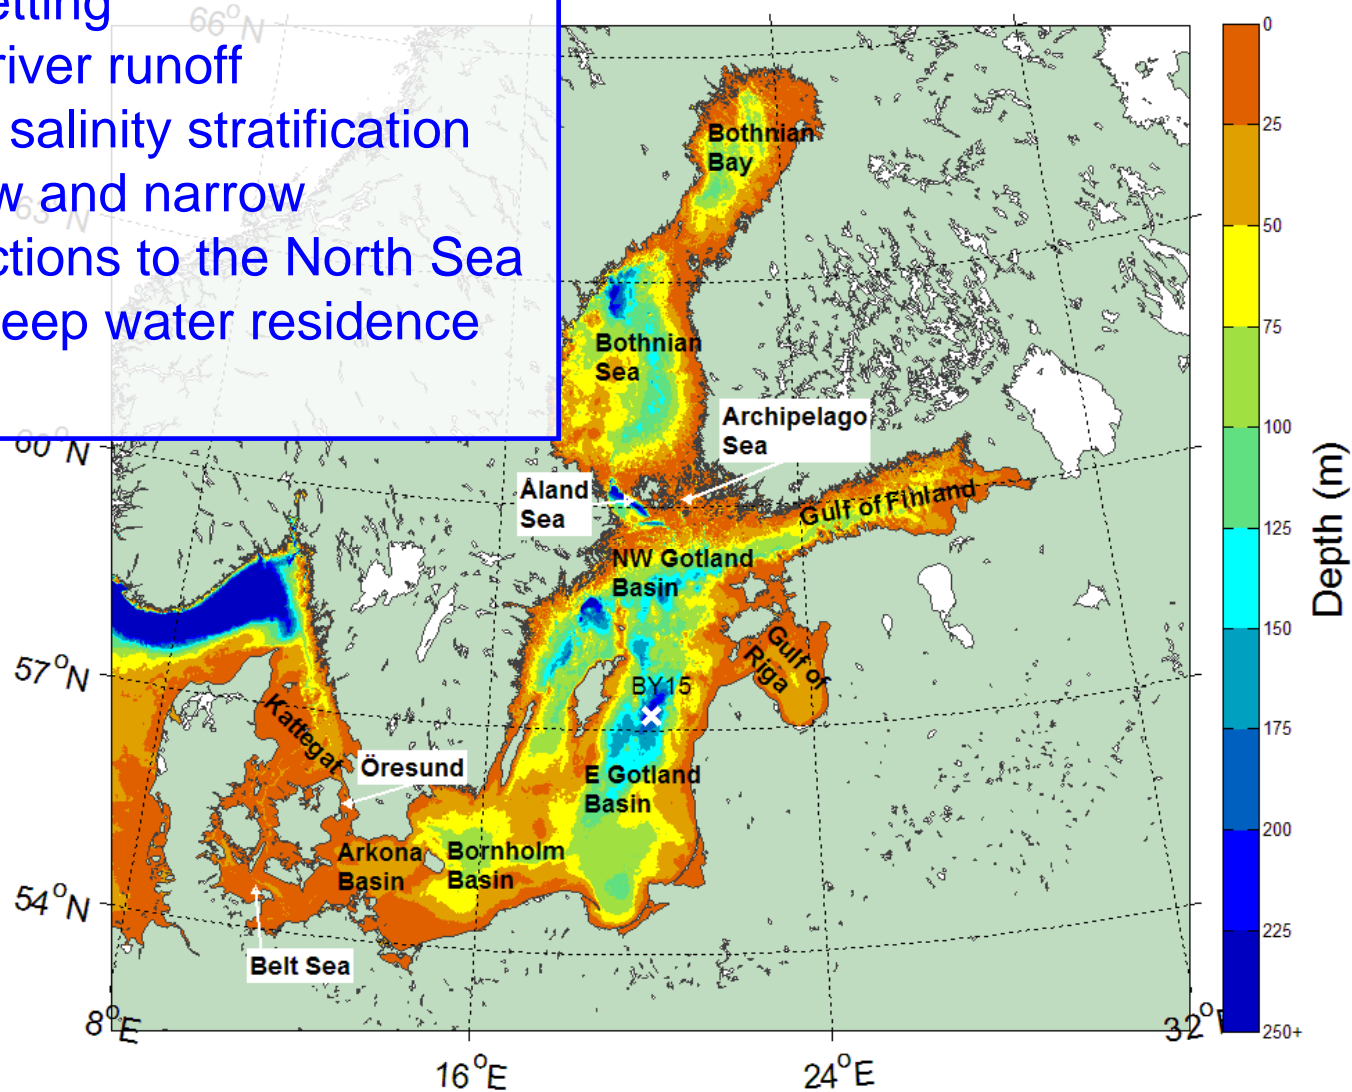 etting
river runoff
salinity stratification
w and narrow
ctions to the North Sea
eep water residence
66°N
63°N
60°N
57°N
54°N
8°E
16°E
24°E
32°E
Bothnian
Bay
Bothnian
Sea
Archipelago
Sea
Åland
Sea
Gulf of Finland
NW Gotland
Basin
Gulf of
Riga
BY15
Kattegat
Öresund
E Gotland
Basin
Arkona
Basin
Bornholm
Basin
Belt Sea
0
25
50
75
100
125
150
175
200
225
250+
Depth (m)